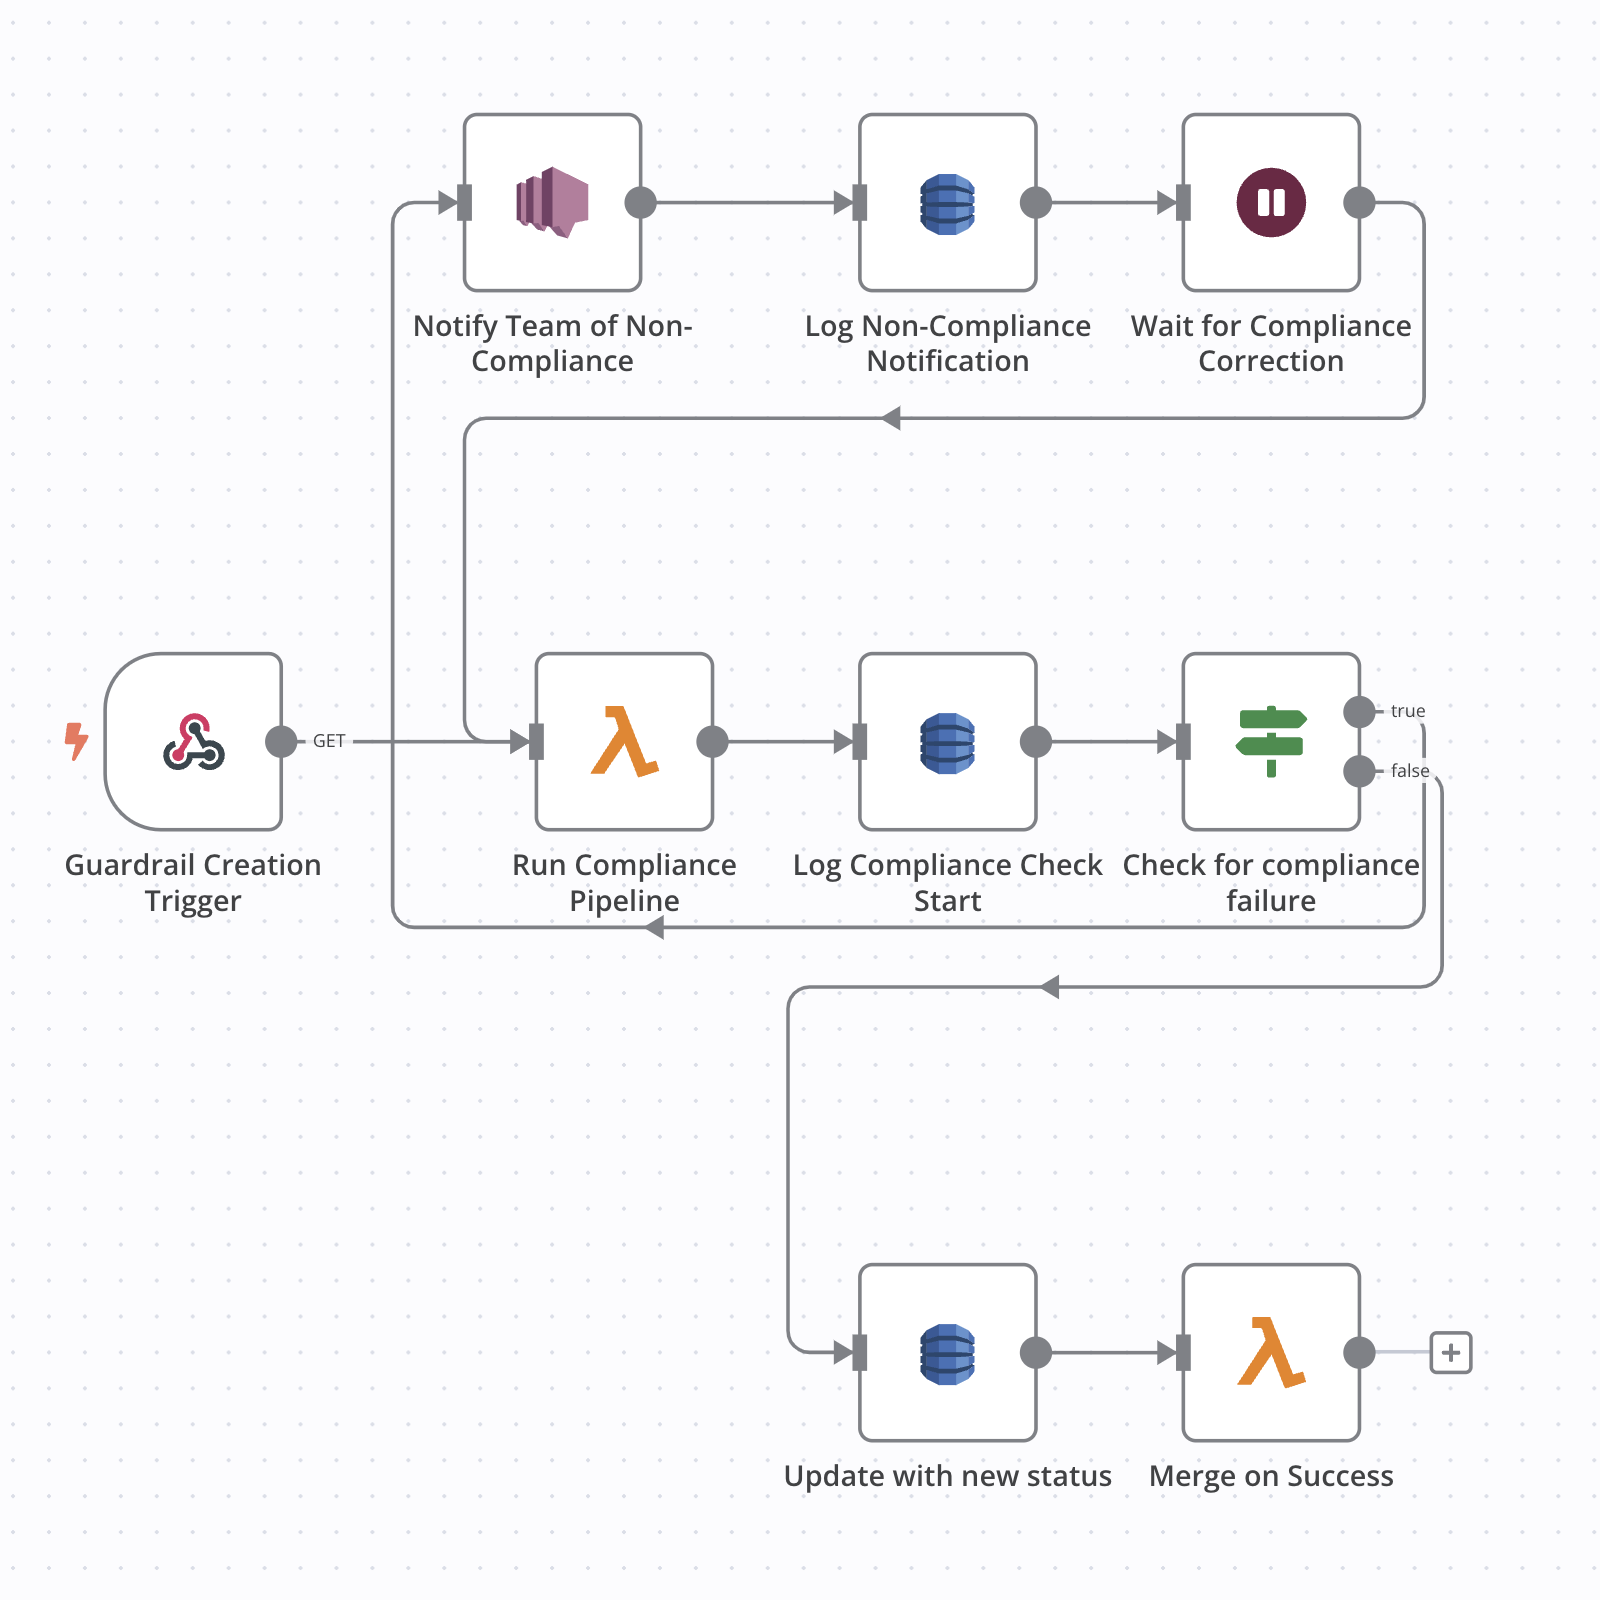 Notify Team of Non-
Compliance
Log Non-Compliance
Notification
Wait for Compliance
Correction
GET
true
false
Guardrail Creation
Trigger
Run Compliance
Pipeline
Log Compliance Check
Start
Check for compliance
failure
Update with new status
Merge on Success